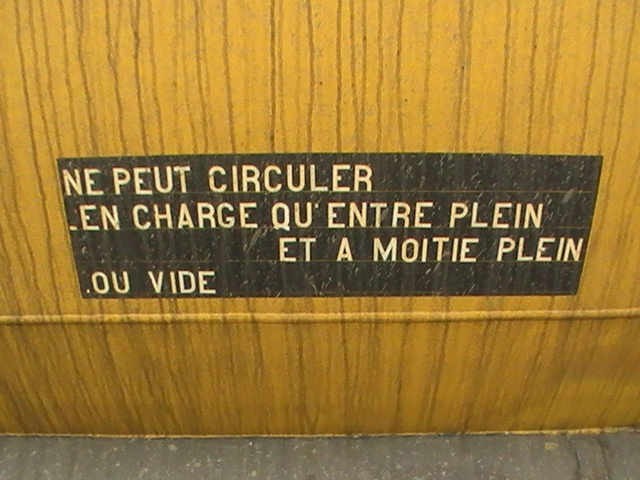 NE PEUT CIRCULER
.EN CHARGE QU'ENTRE PLEIN
ET A MOITIE PLEIN
.OU VIDE